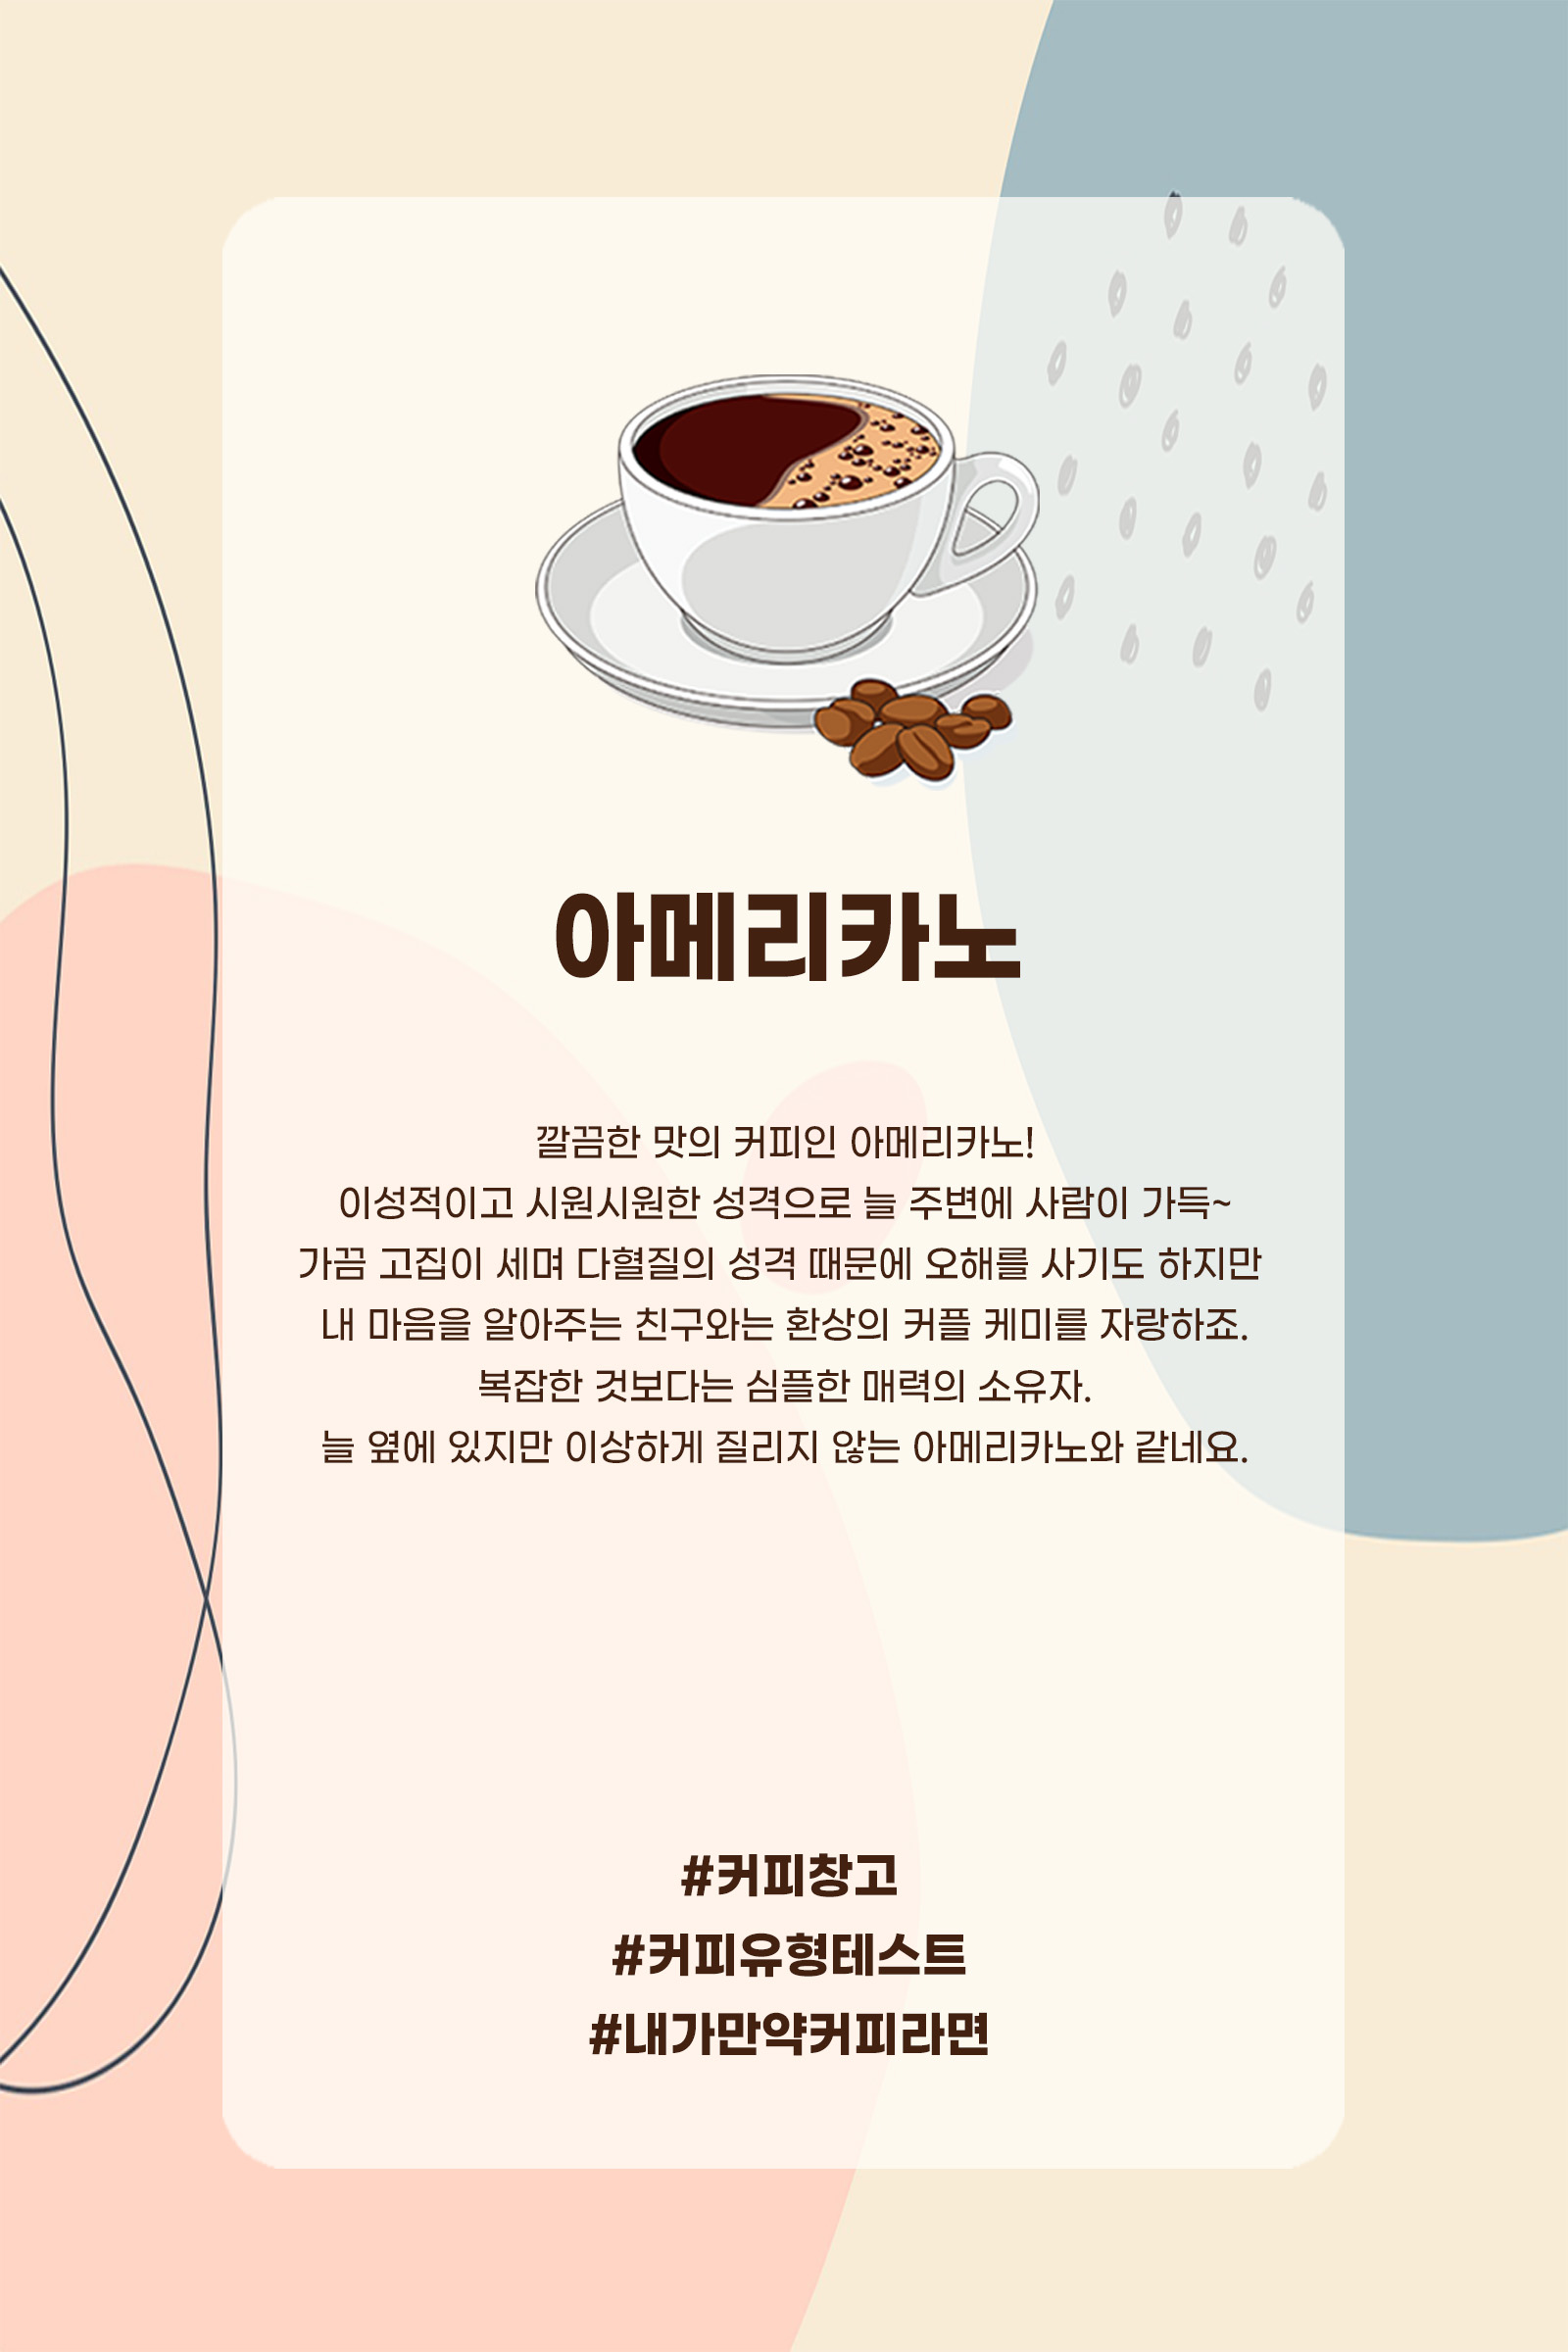 아메리카노
깔끔한 맛의 커피인 아메리카노!
이성적이고 시원시원한 성격으로 늘 주변에 사람이 가득~
가끔 고집이 세며 다혈질의 성격 때문에 오해를 사기도 하지만
내 마음을 알아주는 친구와는 환상의 커플 케미를 자랑하죠.
복잡한 것보다는 심플한 매력의 소유자.
늘 옆에 있지만 이상하게 질리지 않는 아메리카노와 같네요.
#커피창고
#커피유형테스트
#내가만약커피라면